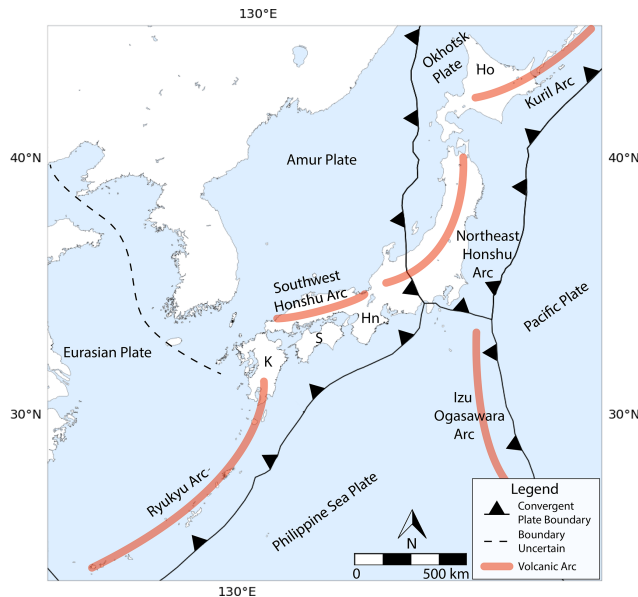 130°E
Okhotsk
Plate
Ho
Kuril Arc
40°N
40°N
Amur Plate
Northeast
Honshu
Arc
Southwest
Honshu Arc
Pacific Plate
Hn
S
K
Eurasian Plate
30°N
30°N
Izu
Ogasawara
Arc
Ryukyu Arc
Philippine Sea Plate
N
0
500 km
Legend
Convergent
Plate Boundary
Boundary
Uncertain
Volcanic Arc
130°E